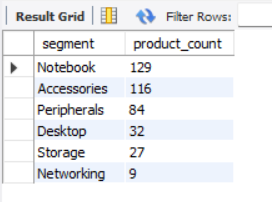 Result Grid Filter Rows:
segment product_count
Notebook 129
Accessories 116
Peripherals 84
Desktop 32
Storage 27
Networking 9